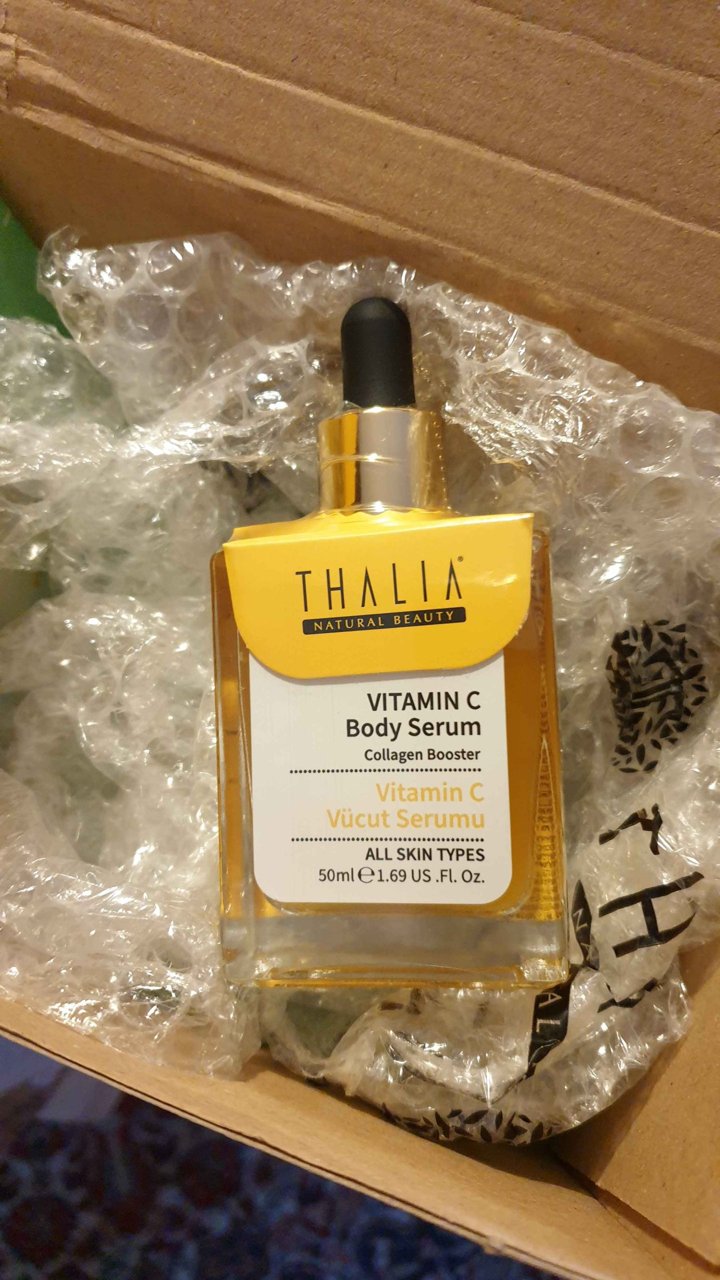 THALIA®
NATURAL BEAUTY
VITAMIN C
Body Serum
Collagen Booster
Vitamin C
Vücut Serumu
ALL SKIN TYPES
50ml℮1.69 US .Fl. Oz.